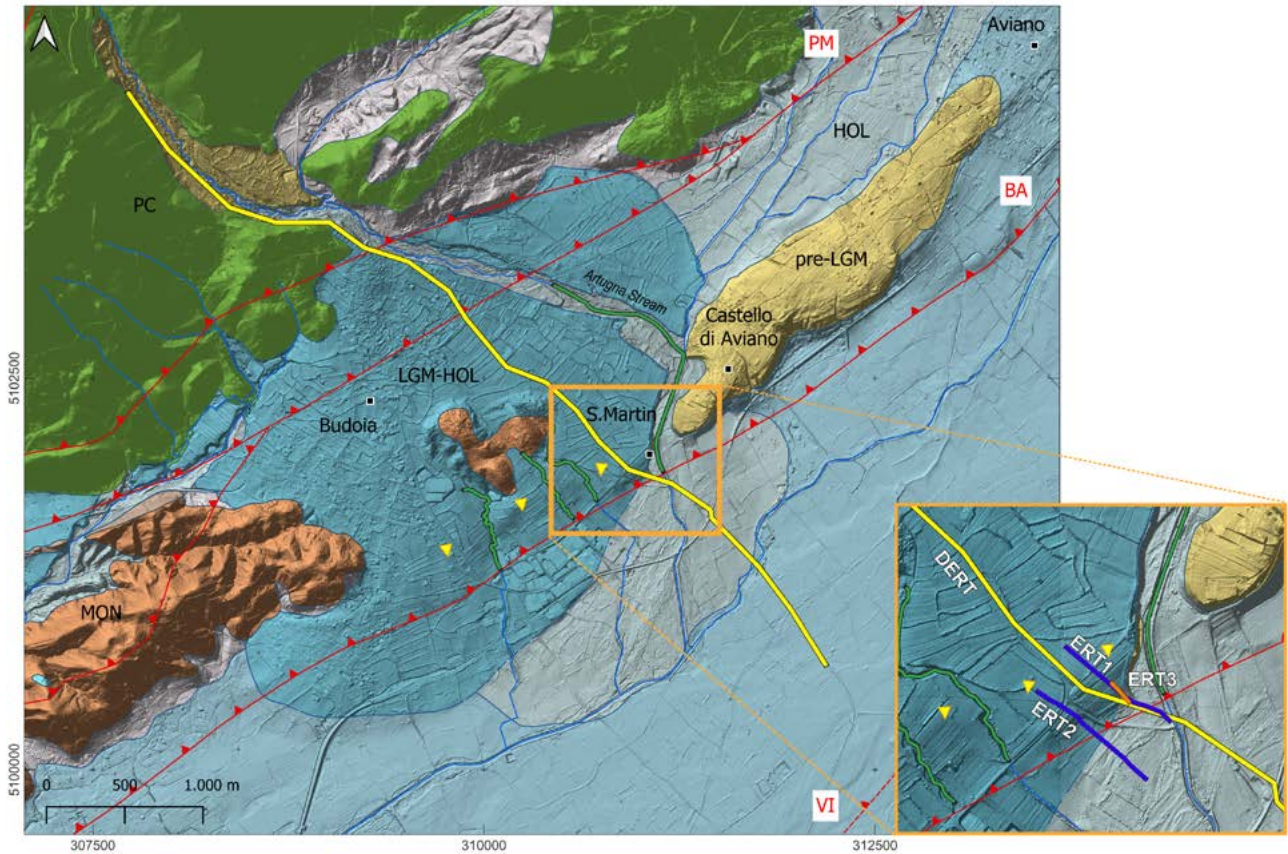 Aviano
PM
HOL
BA
PC
pre-LGM
Artugna Stream
Castello
di Aviano
5102500
LGM-HOL
S.Martin
Budoia
MON
DERT
ERT1
ERT3
ERT2
5100000
0 500 1.000 m
VI
307500 310000 312500